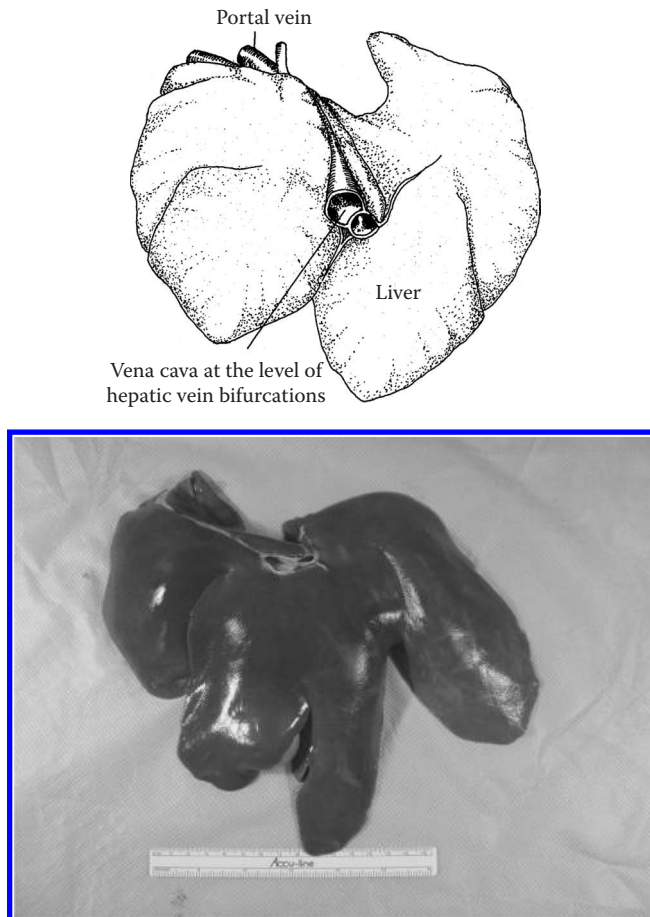 Portal vein
Liver
Vena cava at the level of
hepatic vein bifurcations
Accu-line